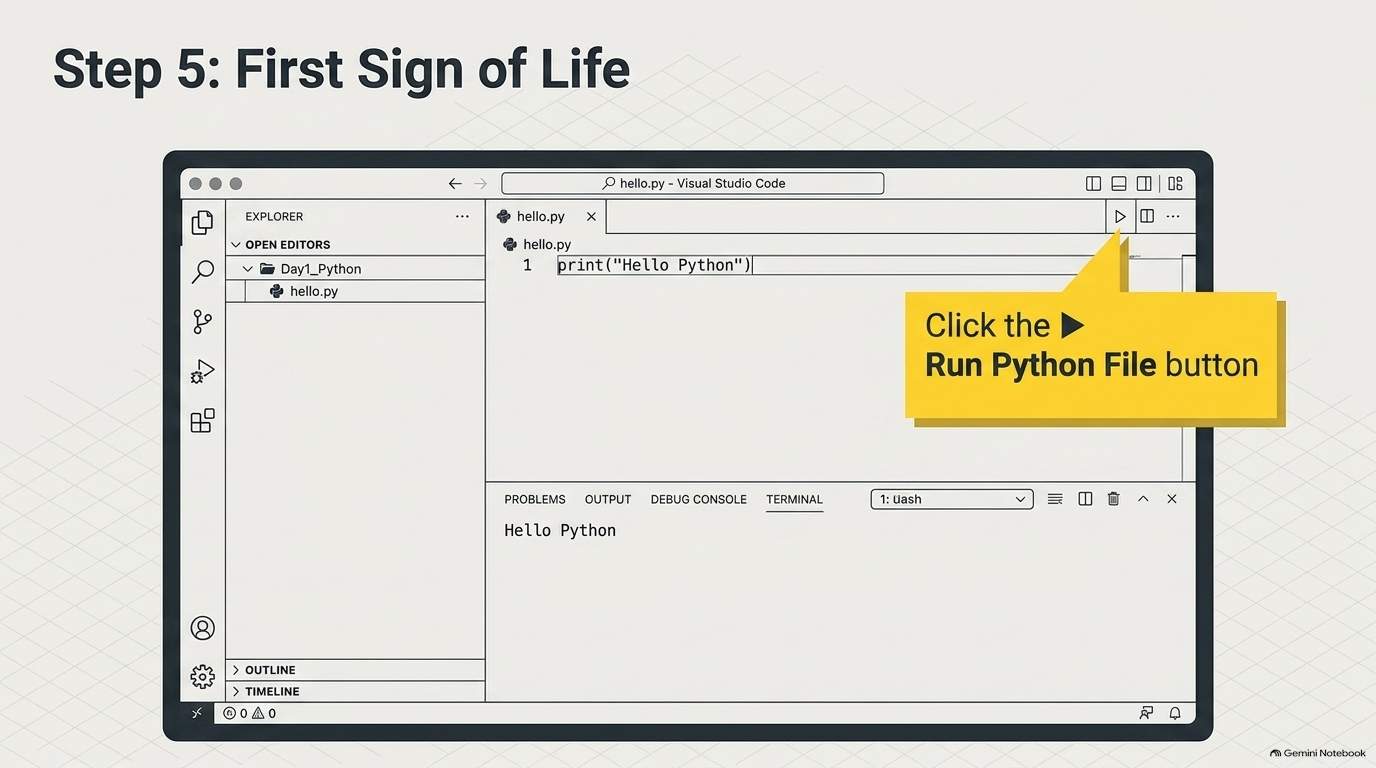 Step 5: First Sign of Life
hello.py - Visual Studio Code
EXPLORER
hello.py
OPEN EDITORS
hello.py
Day1_Python
1 print("Hello Python")
hello.py
Click the
Run Python File button
PROBLEMS OUTPUT DEBUG CONSOLE TERMINAL 1: uash
Hello Python
OUTLINE
TIMELINE
0 0
Gemini Notebook